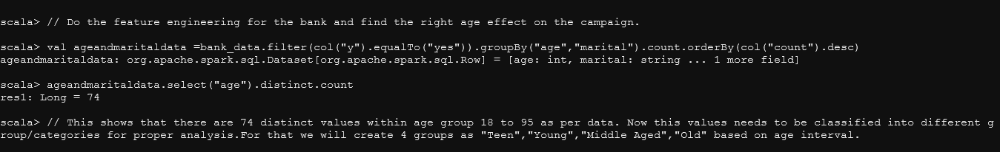 scala> // Do the feature engineering for the bank and find the right age effect on the campaign.
scala> val ageandmaritaldata =bank_data.filter(col("y").equalTo("yes")).groupBy("age","marital").count.orderBy(col("count").desc)
ageandmaritaldata: org.apache.spark.sql.Dataset[org.apache.spark.sql.Row] = [age: int, marital: string ... 1 more field]
scala> ageandmaritaldata.select("age").distinct.count
res1: Long = 74
scala> // This shows that there are 74 distinct values within age group 18 to 95 as per data. Now this values needs to be classified into different g
roup/categories for proper analysis.For that we will create 4 groups as "Teen","Young","Middle Aged","Old" based on age interval.